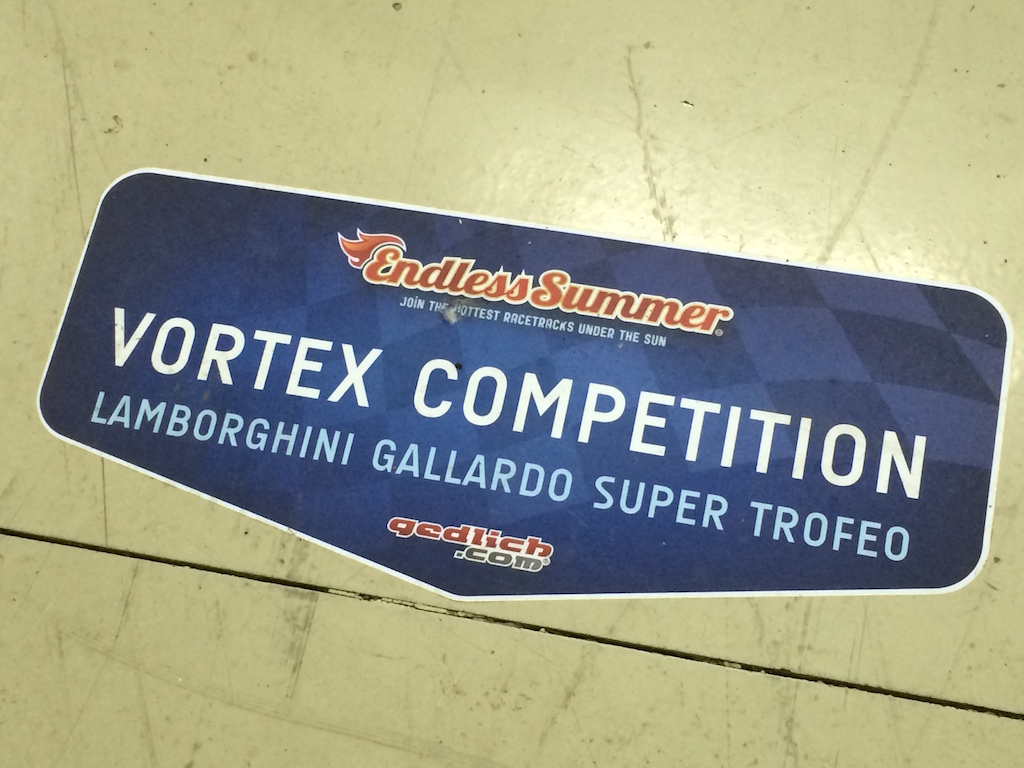 Endless Summer
JOIN THE HOTTEST RACETRACKS UNDER THE SUN
VORTEX COMPETITION
LAMBORGHINI GALLARDO SUPER TROFEO
gedlich
.com